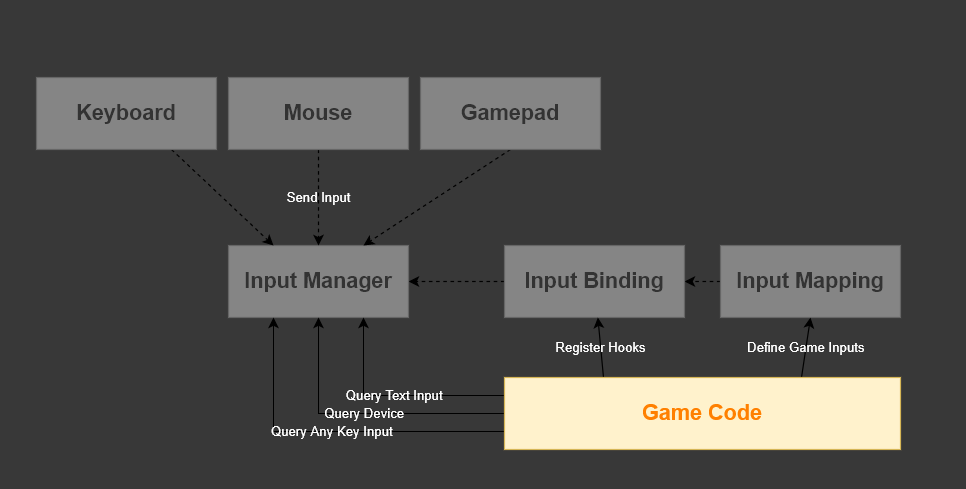 Keyboard
Mouse
Gamepad
Send Input
Input Manager
Input Binding
Input Mapping
Register Hooks
Define Game Inputs
Query Text Input
Query Device
Query Any Key Input
Game Code